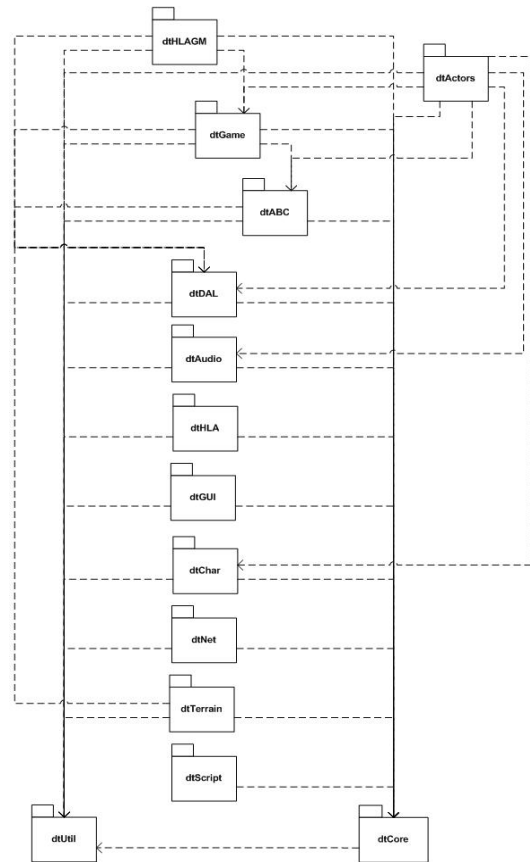 dtHLAGM
dtActors
dtGame
dtABC
dtDAL
dtAudio
dtHLA
dtGUI
dtChar
dtNet
dtTerrain
dtScript
dtUtil
dtCore